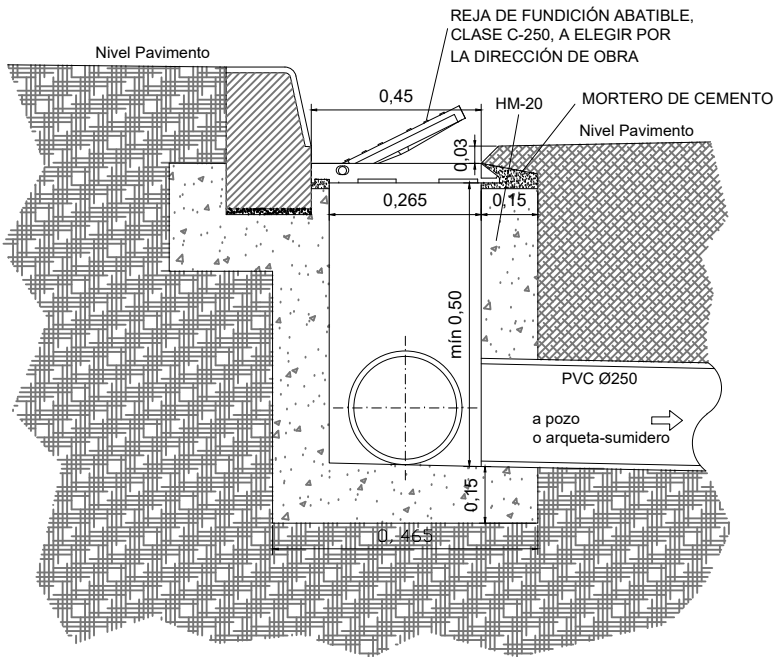 REJA DE FUNDICIÓN ABATIBLE,
CLASE C-250, A ELEGIR POR
LA DIRECCIÓN DE OBRA
Nivel Pavimento
0,45
HM-20
MORTERO DE CEMENTO
Nivel Pavimento
0,03
0,265
0,15
mín 0,50
PVC Ø250
a pozo
o arqueta-sumidero
0,15
0,465